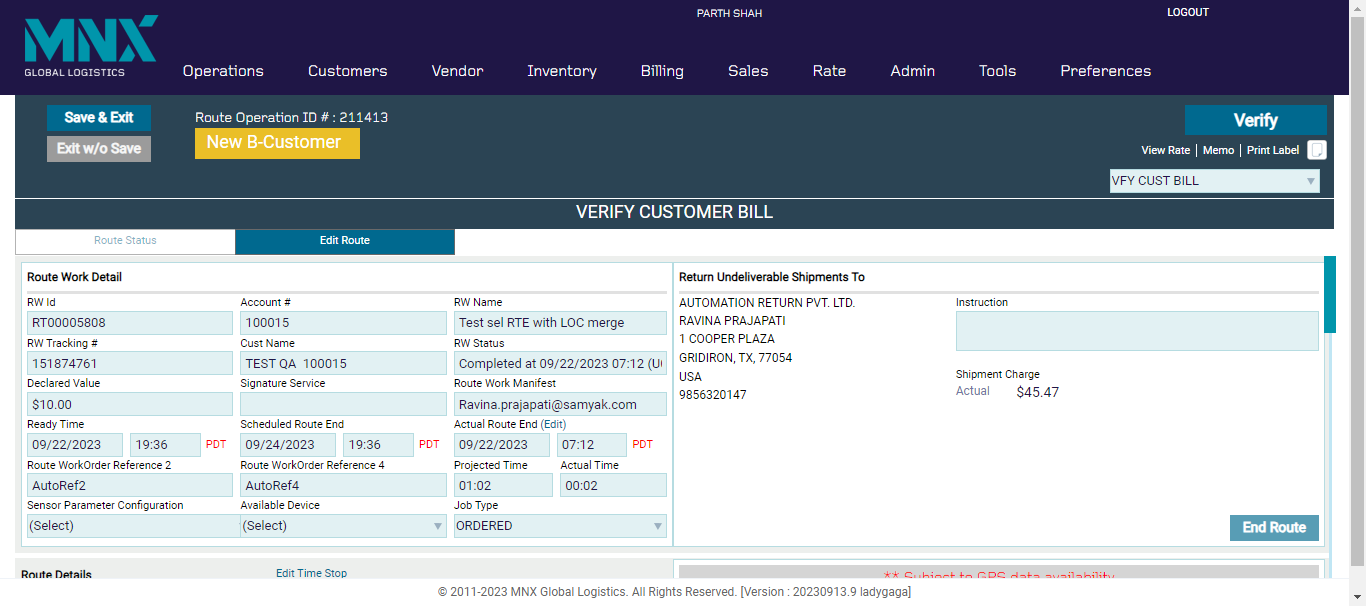 MNX
GLOBAL LOGISTICS
PARTH SHAH
LOGOUT
Operations Customers Vendor Inventory Billing Sales Rate Admin Tools Preferences
Save & Exit
Exit w/o Save
Route Operation ID # : 211413
New B-Customer
Verify
View Rate | Memo | Print Label
VFY CUST BILL
VERIFY CUSTOMER BILL
Route Status Edit Route
Route Work Detail
RW Id Account # RW Name
RT00005808 100015 Test sel RTE with LOC merge
RW Tracking # Cust Name RW Status
151874761 TEST QA 100015 Completed at 09/22/2023 07:12 (U
Declared Value Signature Service Route Work Manifest
$10.00 Ravina.prajapati@samyak.com
Ready Time Scheduled Route End Actual Route End (Edit)
09/22/2023 19:36 PDT 09/24/2023 19:36 PDT 09/22/2023 07:12 PDT
Route WorkOrder Reference 2 Route WorkOrder Reference 4 Projected Time Actual Time
AutoRef2 AutoRef4 01:02 00:02
Sensor Parameter Configuration Available Device Job Type
(Select) (Select) ORDERED
Return Undeliverable Shipments To
AUTOMATION RETURN PVT. LTD.
RAVINA PRAJAPATI
1 COOPER PLAZA
GRIDIRON, TX, 77054
USA
9856320147
Instruction
Shipment Charge
Actual $45.47
End Route
Route Details Edit Time Stop
** Subject to GPS data availability
© 2011-2023 MNX Global Logistics. All Rights Reserved. [Version : 20230913.9 ladygaga]